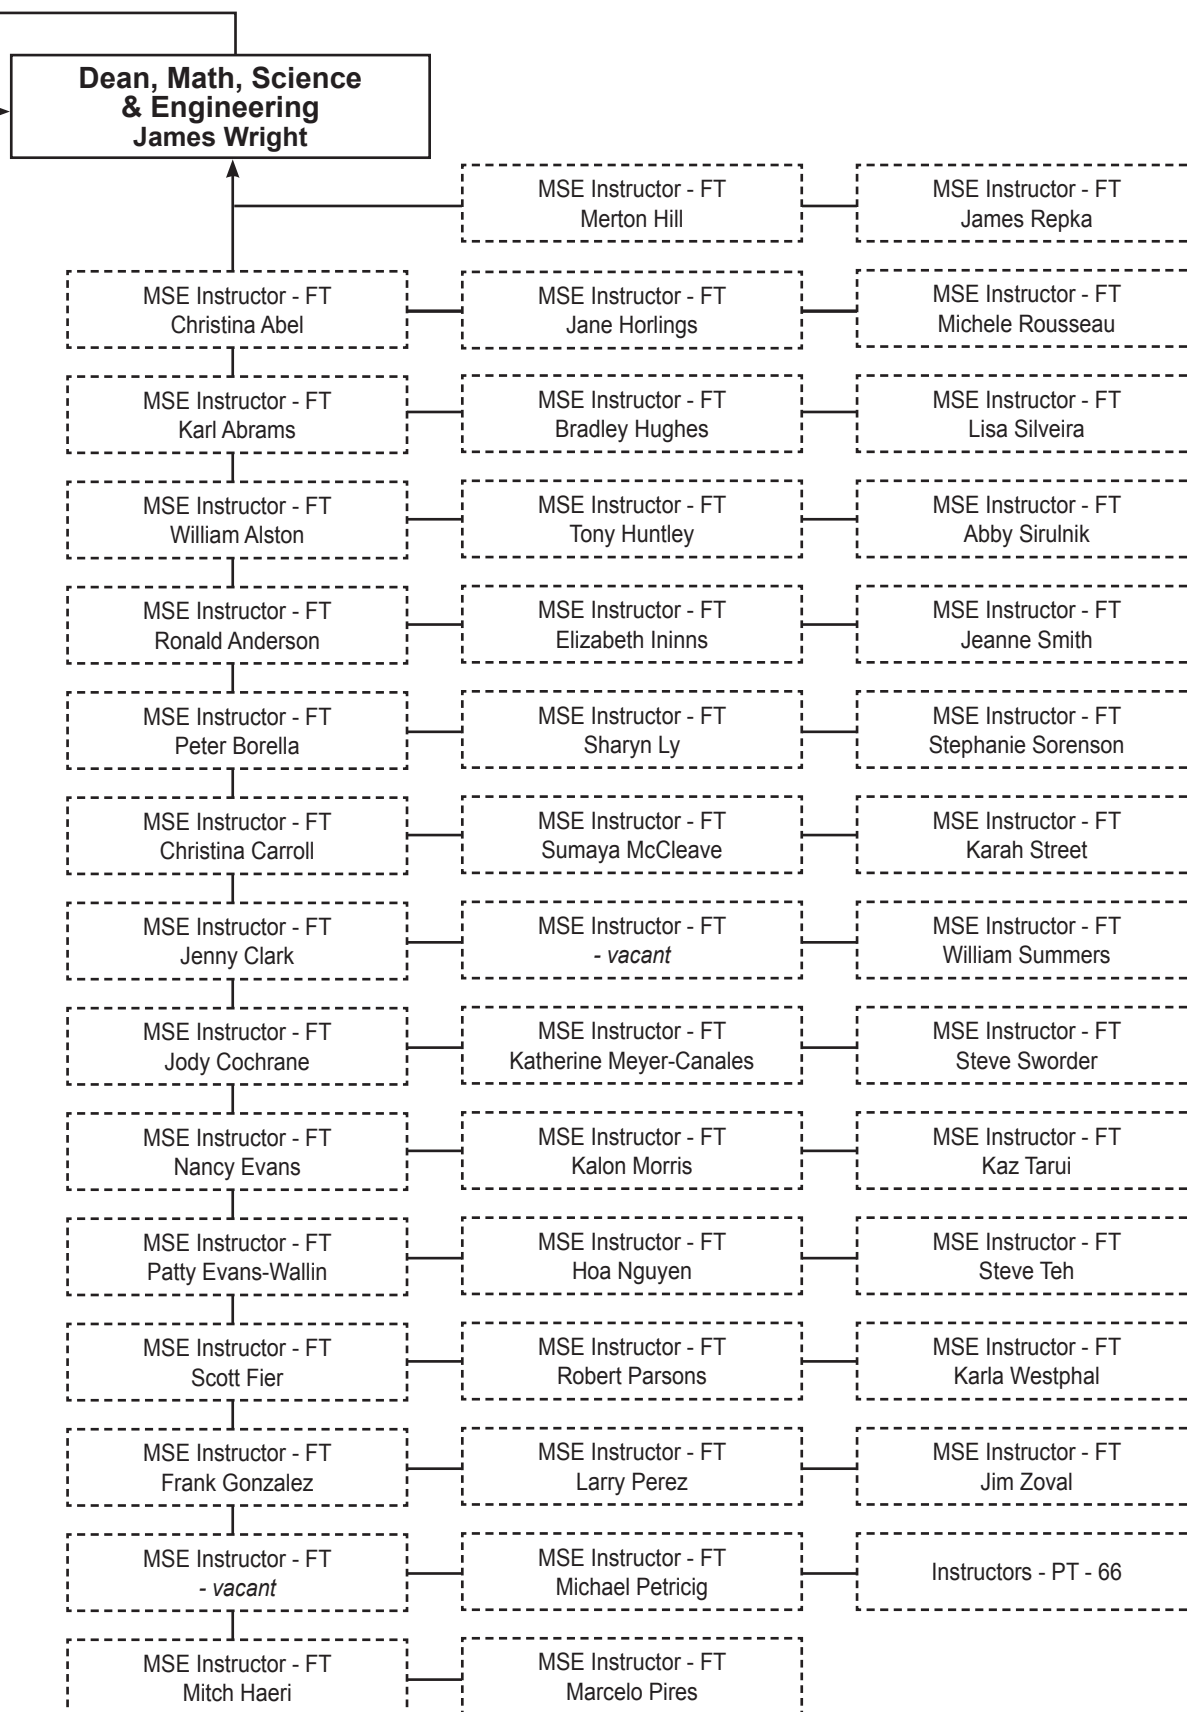 Dean, Math, Science
& Engineering
James Wright
MSE Instructor - FT
Merton Hill
MSE Instructor - FT
James Repka
MSE Instructor - FT
Christina Abel
MSE Instructor - FT
Jane Horlings
MSE Instructor - FT
Michele Rousseau
MSE Instructor - FT
Karl Abrams
MSE Instructor - FT
Bradley Hughes
MSE Instructor - FT
Lisa Silveira
MSE Instructor - FT
William Alston
MSE Instructor - FT
Tony Huntley
MSE Instructor - FT
Abby Sirulnik
MSE Instructor - FT
Ronald Anderson
MSE Instructor - FT
Elizabeth Ininns
MSE Instructor - FT
Jeanne Smith
MSE Instructor - FT
Peter Borella
MSE Instructor - FT
Sharyn Ly
MSE Instructor - FT
Stephanie Sorenson
MSE Instructor - FT
Christina Carroll
MSE Instructor - FT
Sumaya McCleave
MSE Instructor - FT
Karah Street
MSE Instructor - FT
Jenny Clark
MSE Instructor - FT
- vacant
MSE Instructor - FT
William Summers
MSE Instructor - FT
Jody Cochrane
MSE Instructor - FT
Katherine Meyer-Canales
MSE Instructor - FT
Steve Sworder
MSE Instructor - FT
Nancy Evans
MSE Instructor - FT
Kalon Morris
MSE Instructor - FT
Kaz Tarui
MSE Instructor - FT
Patty Evans-Wallin
MSE Instructor - FT
Hoa Nguyen
MSE Instructor - FT
Steve Teh
MSE Instructor - FT
Scott Fier
MSE Instructor - FT
Robert Parsons
MSE Instructor - FT
Karla Westphal
MSE Instructor - FT
Frank Gonzalez
MSE Instructor - FT
Larry Perez
MSE Instructor - FT
Jim Zoval
MSE Instructor - FT
- vacant
MSE Instructor - FT
Michael Petricig
Instructors - PT - 66
MSE Instructor - FT
Mitch Haeri
MSE Instructor - FT
Marcelo Pires